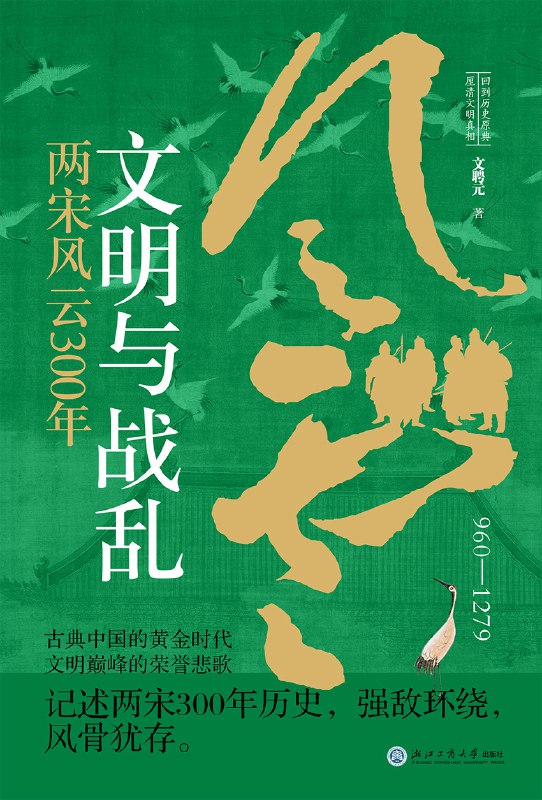 回到历史原典
厘清文明真相
文聘元 著
文明与战乱
两宋风云300年
960—1279
古典中国的黄金时代
文明巅峰的荣誉悲歌
记述两宋300年历史，强敌环绕，
风骨犹存。
浙江工商大学出版社